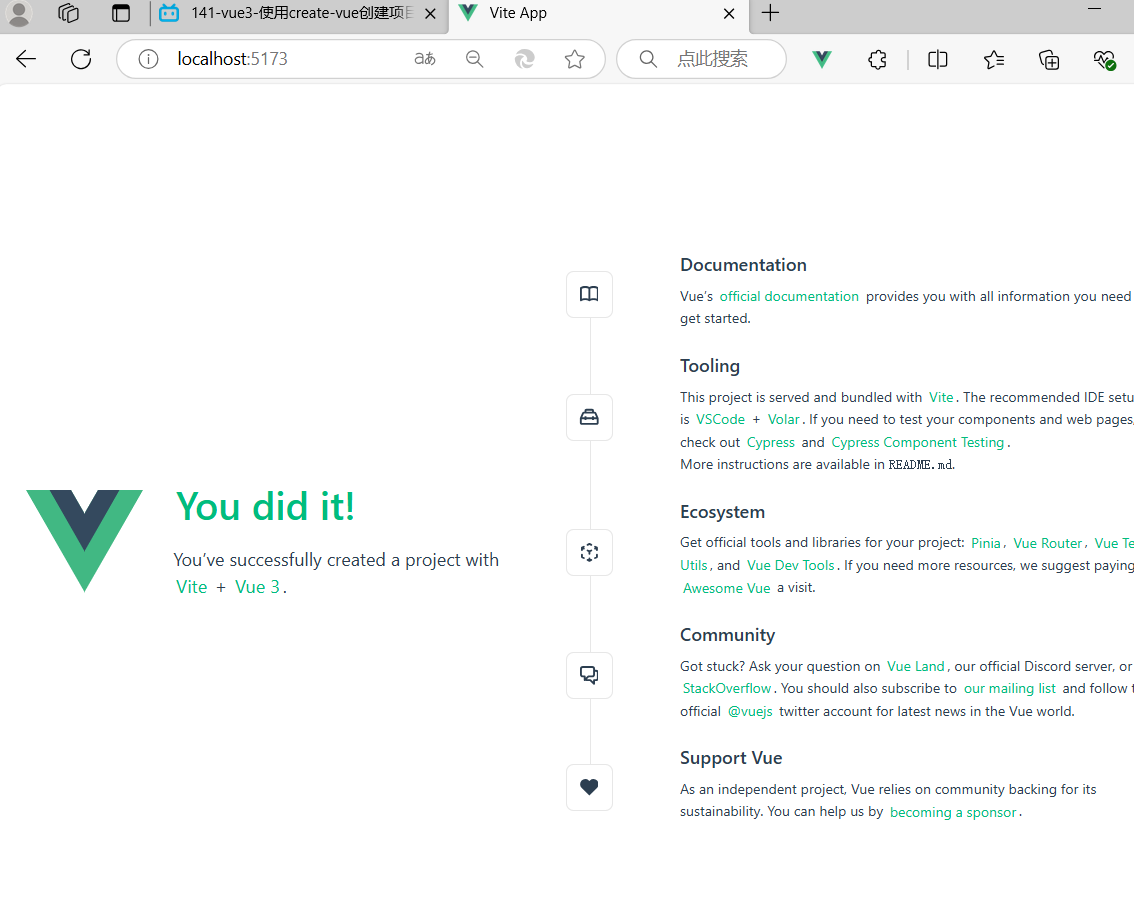 141-vue3-使用create-vue创建项目
Vite App
localhost:5173
aあ
点此搜索
You did it!
You’ve successfully created a project with
Vite + Vue 3.
Documentation
Vue’s official documentation provides you with all information you need
get started.
Tooling
This project is served and bundled with Vite. The recommended IDE setu
is VSCode + Volar. If you need to test your components and web pages,
check out Cypress and Cypress Component Testing.
More instructions are available in README.md.
Ecosystem
Get official tools and libraries for your project: Pinia, Vue Router, Vue Te
Utils, and Vue Dev Tools. If you need more resources, we suggest paying
Awesome Vue a visit.
Community
Got stuck? Ask your question on Vue Land, our official Discord server, or
StackOverflow. You should also subscribe to our mailing list and follow t
official @vuejs twitter account for latest news in the Vue world.
Support Vue
As an independent project, Vue relies on community backing for its
sustainability. You can help us by becoming a sponsor.